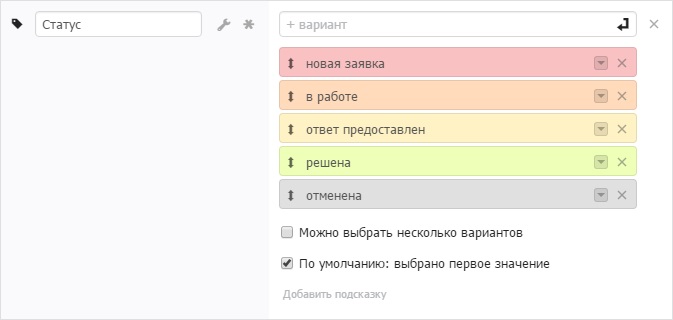 Статус
+ вариант
новая заявка
в работе
ответ предоставлен
решена
отменена
Можно выбрать несколько вариантов
По умолчанию: выбрано первое значение
Добавить подсказку